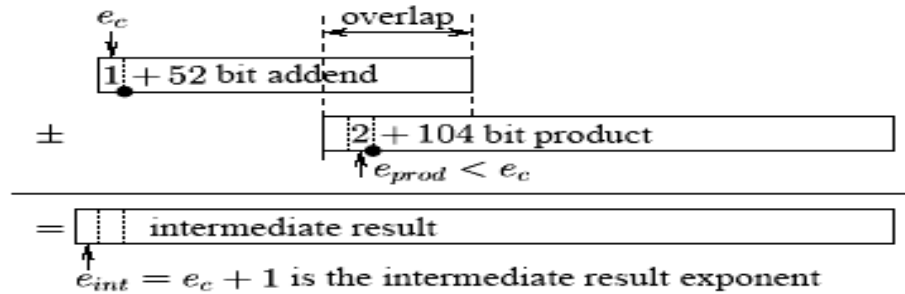 e_c overlap
1 + 52 bit addend
± 2 + 104 bit product
e_prod < e_c
= intermediate result
e_int = e_c + 1 is the intermediate result exponent